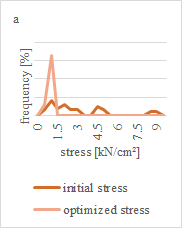 a
frequency [%]
0
1.5
3
4.5
6
7.5
9
stress [kN/cm²]
initial stress
optimized stress